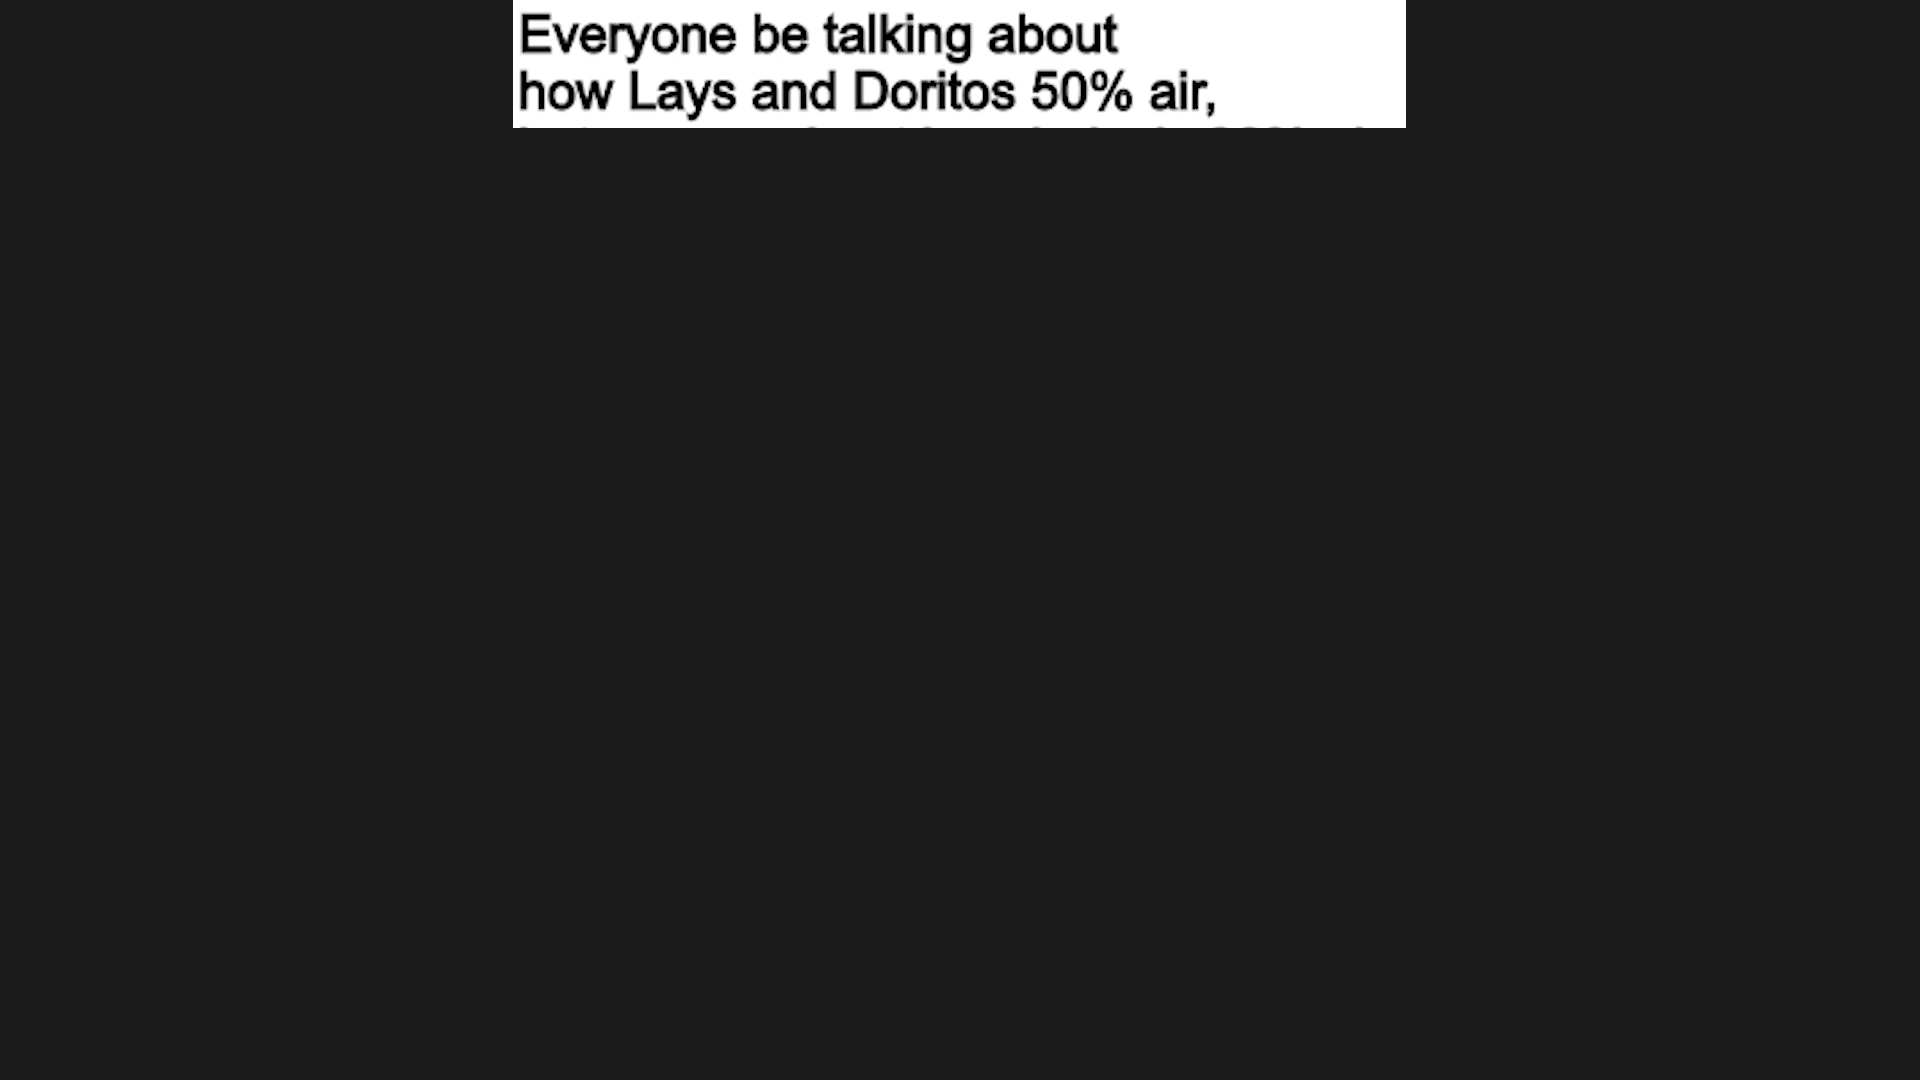 Everyone be talking about
how Lays and Doritos 50% air,